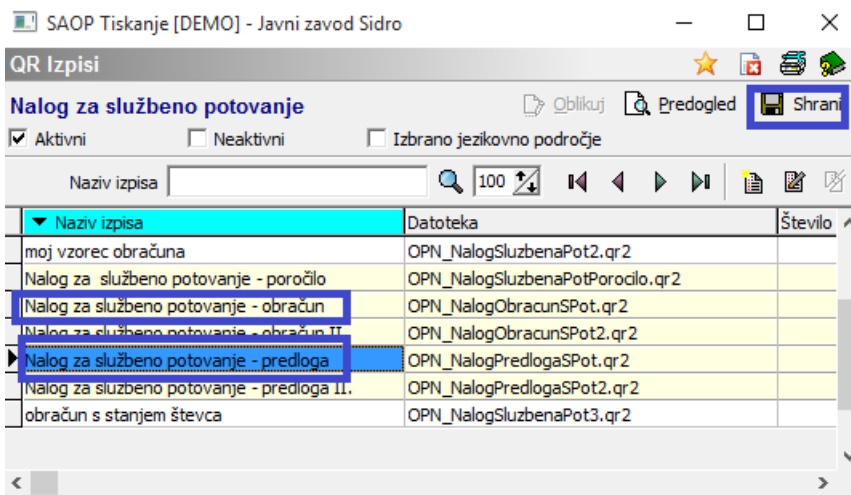 SAOP Tiskanje [DEMO] - Javni zavod Sidro
QR Izpisi
Nalog za službeno potovanje
Oblikuj Predogled Shrani
Aktivni Neaktivni Izbrano jezikovno področje
Naziv izpisa 100
Naziv izpisa Datoteka Število
moj vzorec obračuna OPN_NalogSluzbenaPot2.qr2
Nalog za službeno potovanje - poročilo OPN_NalogSluzbenaPotPorocilo.qr2
Nalog za službeno potovanje - obračun OPN_NalogObracunSPot.qr2
Nalog za službeno potovanje - obračun II. OPN_NalogObracunSPot2.qr2
Nalog za službeno potovanje - predloga OPN_NalogPredlogaSPot.qr2
Nalog za službeno potovanje - predloga II. OPN_NalogPredlogaSPot2.qr2
obračun s stanjem števca OPN_NalogSluzbenaPot3.qr2